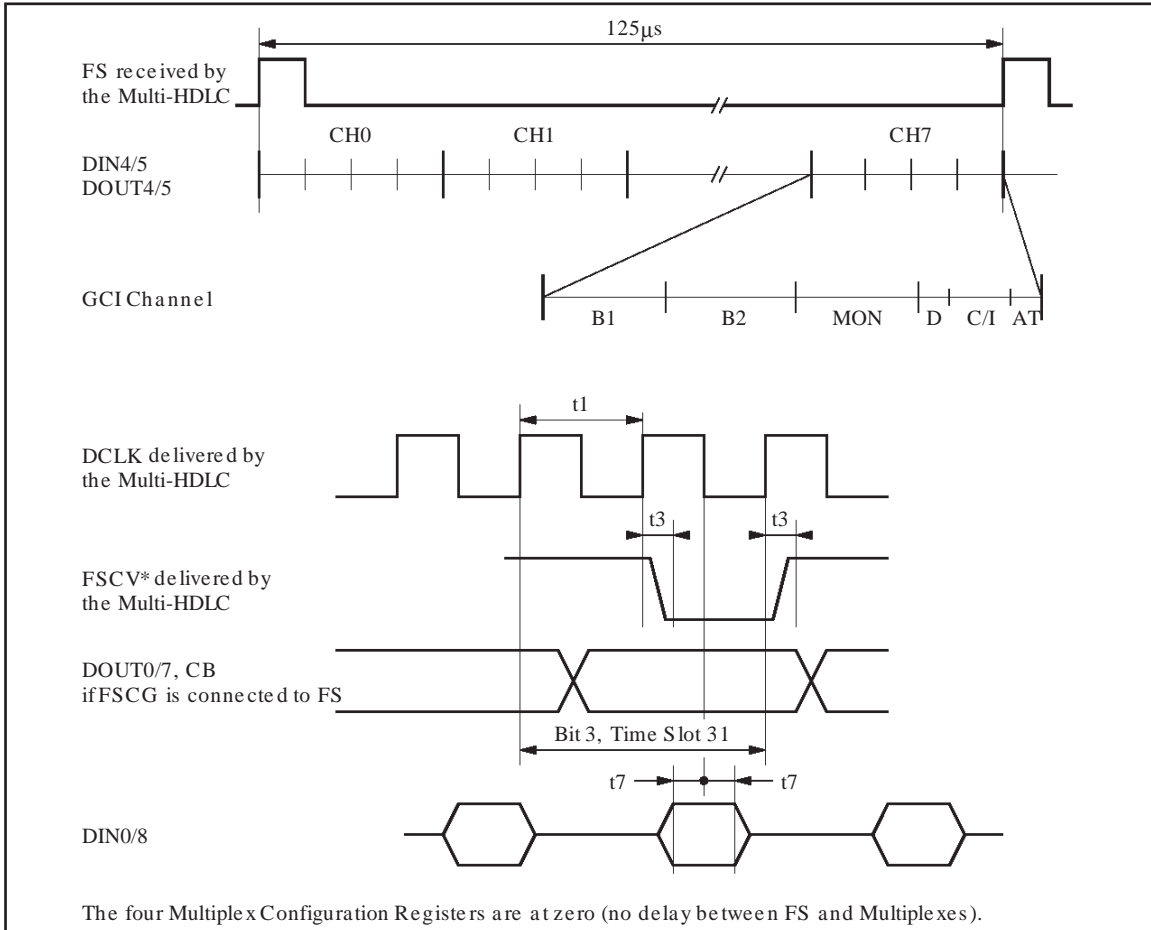 125μs
FS received by
the Multi-HDLC
CH0 CH1 CH7
DIN4/5
DOUT4/5
GCI Channel
B1 B2 MON D C/I AT
t1
DCLK delivered by
the Multi-HDLC
t3 t3
FSCV* delivered by
the Multi-HDLC
DOUT0/7, CB
if FSCG is connected to FS
Bit 3, Time Slot 31
t7 t7
DIN0/8
The four Multiplex Configuration Registers are at zero (no delay between FS and Multiplexes).